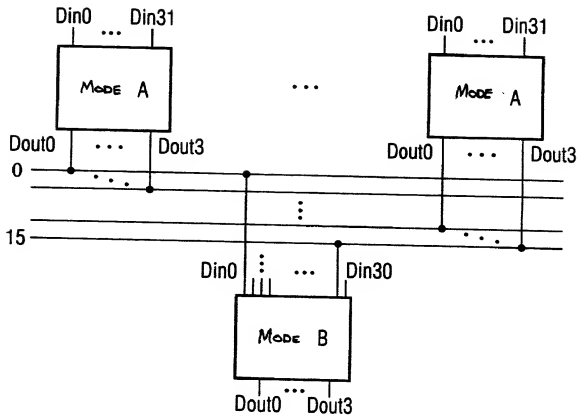 Din0 ... Din31
Din0 ... Din31
MODE A
...
MODE A
Dout0 ... Dout3
Dout0 ... Dout3
0
15
Din0 ... Din30
MODE B
Dout0 ... Dout3